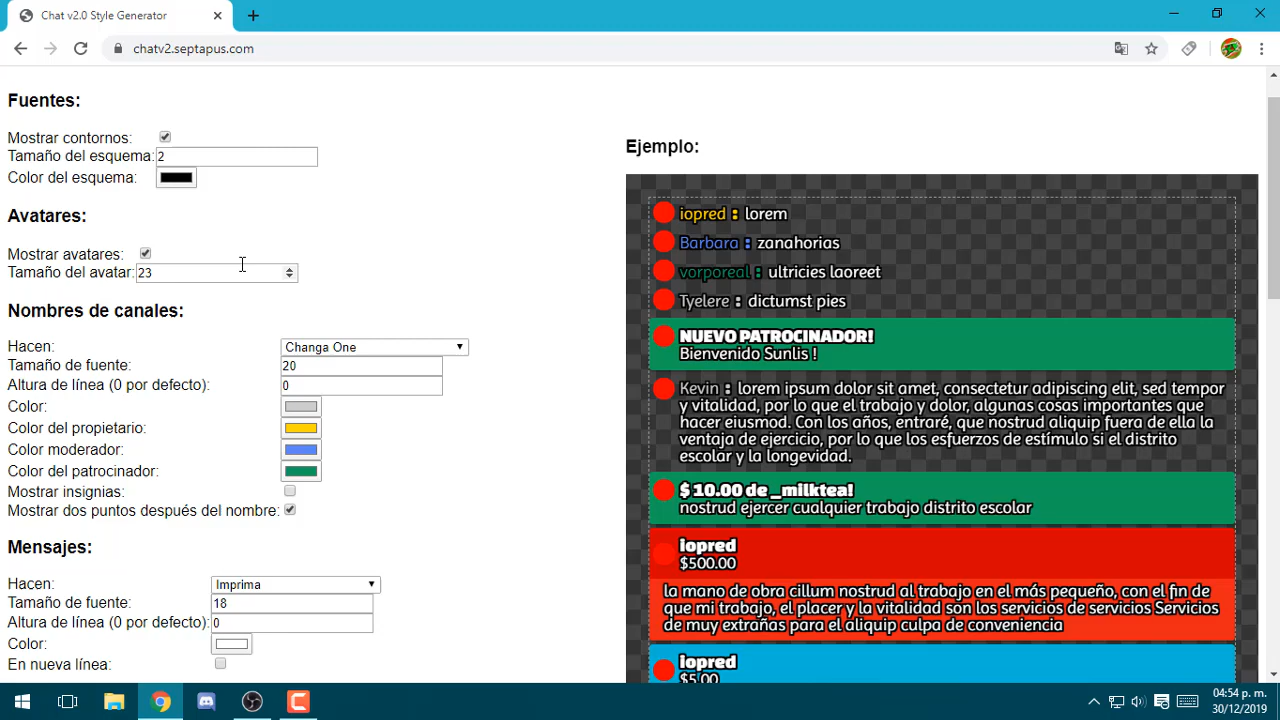 Chat v2.0 Style Generator
chatv2.septapus.com
Fuentes:
Mostrar contornos:
Tamaño del esquema: 2
Color del esquema:
Avatares:
Mostrar avatares:
Tamaño del avatar: 23
Nombres de canales:
Hacen: Changa One
Tamaño de fuente: 20
Altura de línea (0 por defecto): 0
Color:
Color del propietario:
Color moderador:
Color del patrocinador:
Mostrar insignias:
Mostrar dos puntos después del nombre:
Mensajes:
Hacen: Imprima
Tamaño de fuente: 18
Altura de línea (0 por defecto): 0
Color:
En nueva línea:
Ejemplo:
iopred : lorem
Barbara : zanahorias
vorporeal : ultricies laoreet
Tyelere : dictumst pies
NUEVO PATROCINADOR!
Bienvenido Sunlis !
Kevin : lorem ipsum dolor sit amet, consectetur adipiscing elit, sed tempor
y vitalidad, por lo que el trabajo y dolor, algunas cosas importantes que
hacer eiusmod. Con los años, entraré, que nostrud aliquip fuera de ella la
ventaja de ejercicio, por lo que los esfuerzos de estímulo si el distrito
escolar y la longevidad.
$ 10.00 de _milktea!
nostrud ejercer cualquier trabajo distrito escolar
iopred
$500.00
la mano de obra cillum nostrud al trabajo en el más pequeño, con el fin de
que mi trabajo, el placer y la vitalidad son los servicios de servicios Servicios
de muy extrañas para el aliquip culpa de conveniencia
iopred
$5.00
04:54 p. m.
30/12/2019